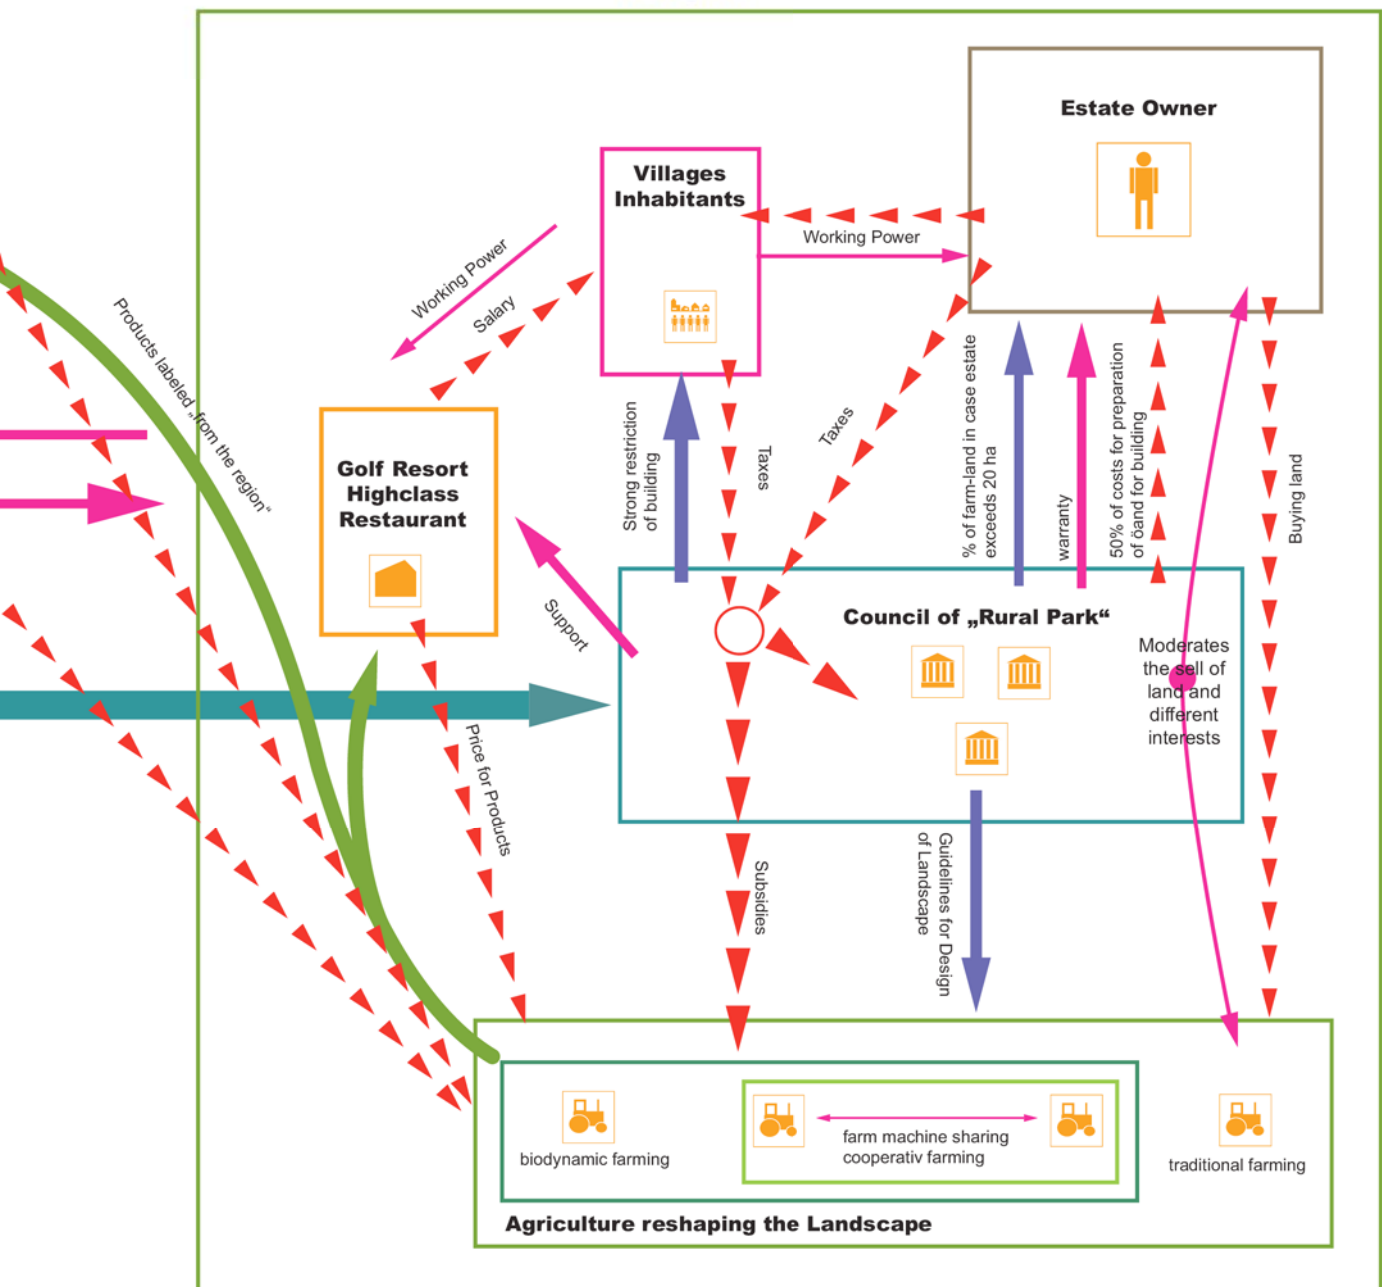 Estate Owner
Villages
Inhabitants
Working Power
Working Power
Salary
Products labeled „from the region“
Golf Resort
Highclass
Restaurant
Strong restriction
of building
Taxes
Taxes
% of farm-land in case estate
exceeds 20 ha
warranty
50% of costs for preparation
of öand for building
Buying land
Support
Council of „Rural Park“
Moderates
the sell of
land and
different
interests
Price for Products
Subsidies
Guidelines for Design
of Landscape
biodynamic farming
farm machine sharing
cooperativ farming
traditional farming
Agriculture reshaping the Landscape